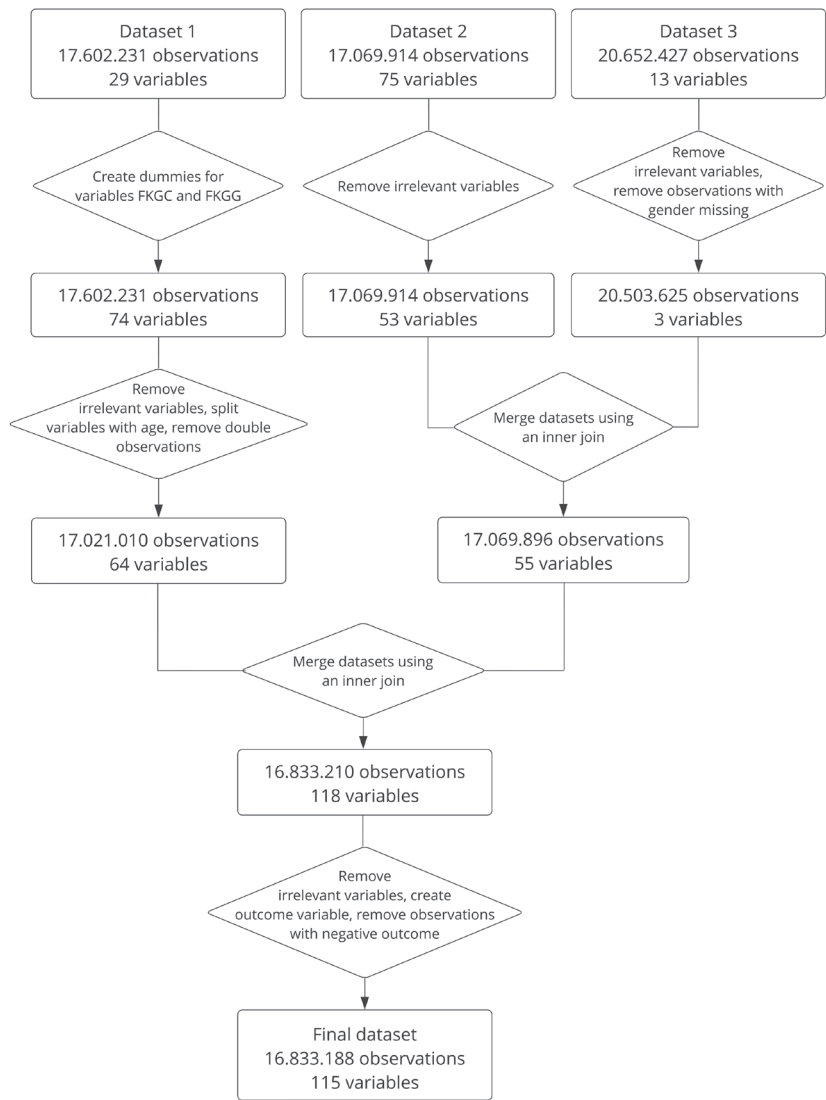 Dataset 1
17.602.231 observations
29 variables
Dataset 2
17.069.914 observations
75 variables
Dataset 3
20.652.427 observations
13 variables
Create dummies for
variables FKGC and FKGG
Remove irrelevant variables
Remove
irrelevant variables,
remove observations with
gender missing
17.602.231 observations
74 variables
17.069.914 observations
53 variables
20.503.625 observations
3 variables
Remove
irrelevant variables, split
variables with age, remove double
observations
Merge datasets using
an inner join
17.021.010 observations
64 variables
17.069.896 observations
55 variables
Merge datasets using
an inner join
16.833.210 observations
118 variables
Remove
irrelevant variables, create
outcome variable, remove observations
with negative outcome
Final dataset
16.833.188 observations
115 variables